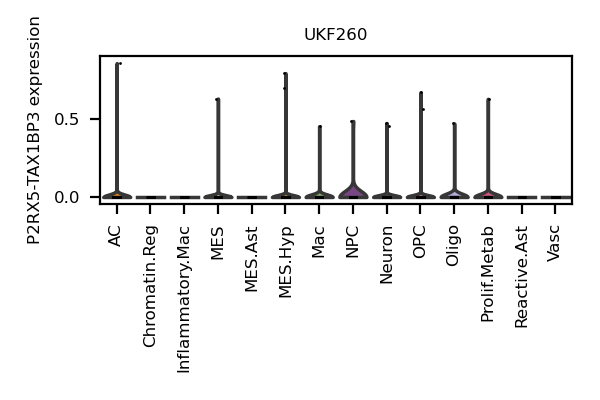 UKF260
P2RX5-TAX1BP3 expression
0.5
0.0
AC
Chromatin.Reg
Inflammatory.Mac
MES
MES.Ast
MES.Hyp
Mac
NPC
Neuron
OPC
Oligo
Prolif.Metab
Reactive.Ast
Vasc